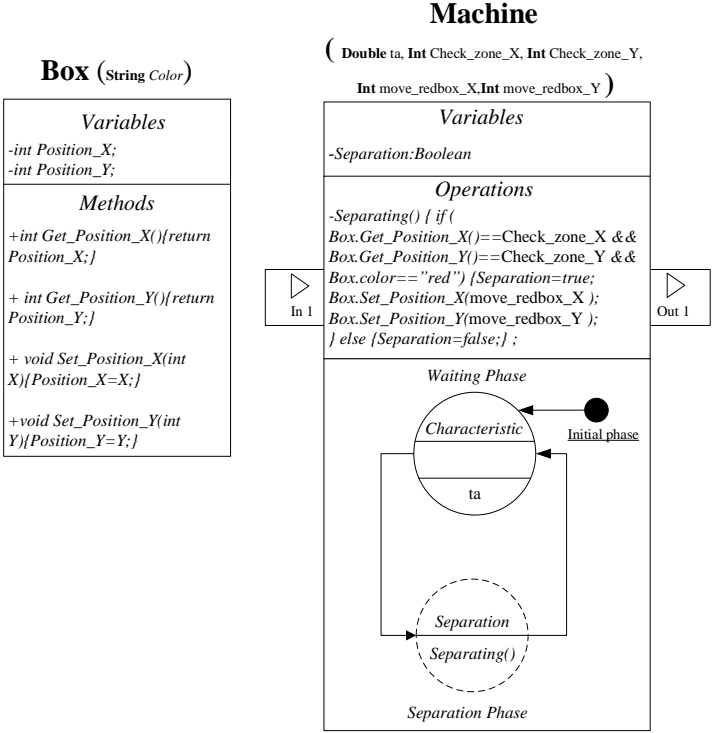 Box (String Color)
Variables
-int Position_X;
-int Position_Y;
Methods
+int Get_Position_X(){return
Position_X;}
+ int Get_Position_Y(){return
Position_Y;}
+ void Set_Position_X(int
X){Position_X=X;}
+void Set_Position_Y(int
Y){Position_Y=Y;}
Machine
( Double ta, Int Check_zone_X, Int Check_zone_Y,
Int move_redbox_X,Int move_redbox_Y )
Variables
-Separation:Boolean
Operations
-Separating() { if (
Box.Get_Position_X()==Check_zone_X &&
Box.Get_Position_Y()==Check_zone_Y &&
Box.color==”red”) {Separation=true;
Box.Set_Position_X(move_redbox_X );
Box.Set_Position_Y(move_redbox_Y );
} else {Separation=false;} ;
In 1
Out 1
Waiting Phase
Characteristic
Initial phase
ta
Separation
Separating()
Separation Phase